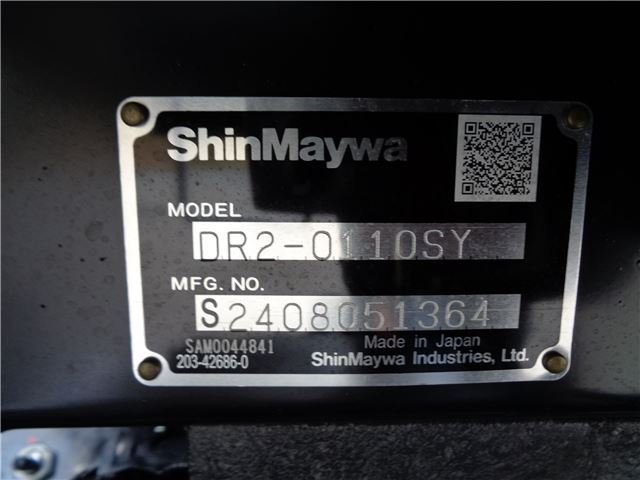 ShinMaywa
MODEL
DR2-0110SY
MFG. NO.
S2408051364
SAM0044841
Made in Japan
203-42686-0
ShinMaywa Industries, Ltd.